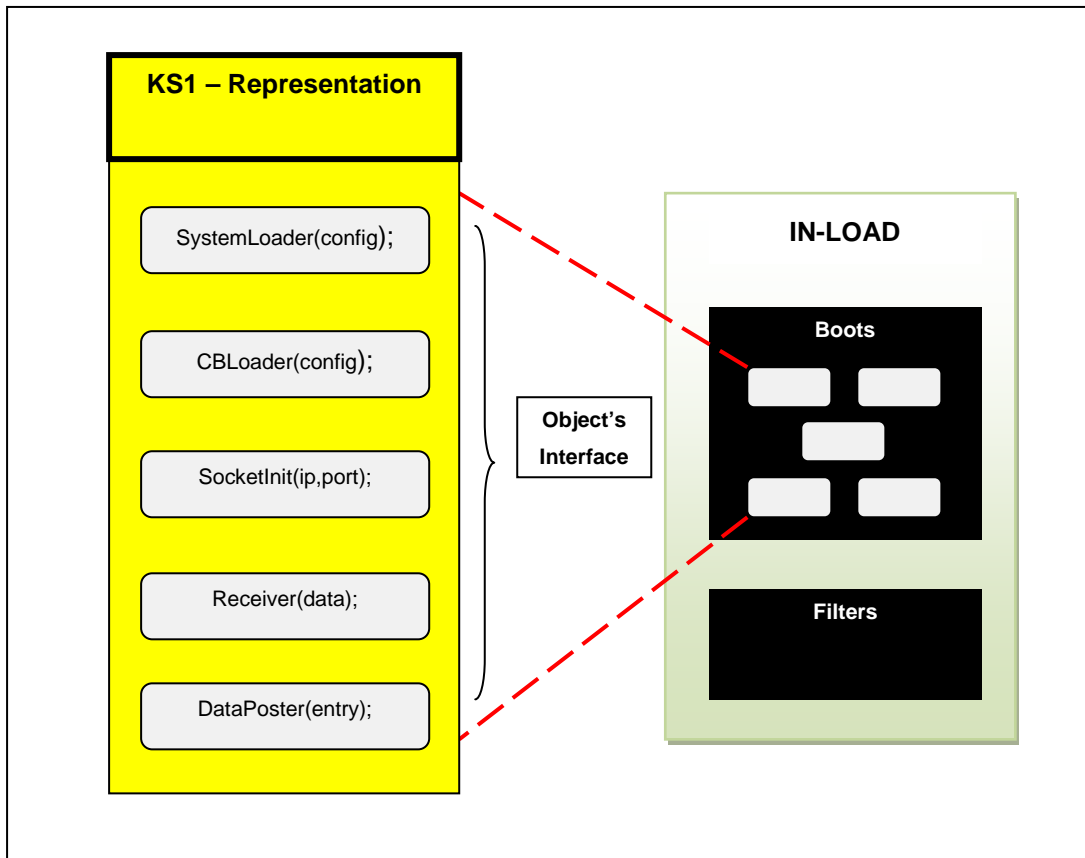 KS1 – Representation
SystemLoader(config);
CBLoader(config);
SocketInit(ip,port);
Receiver(data);
DataPoster(entry);
Object’s
Interface
IN-LOAD
Boots
Filters